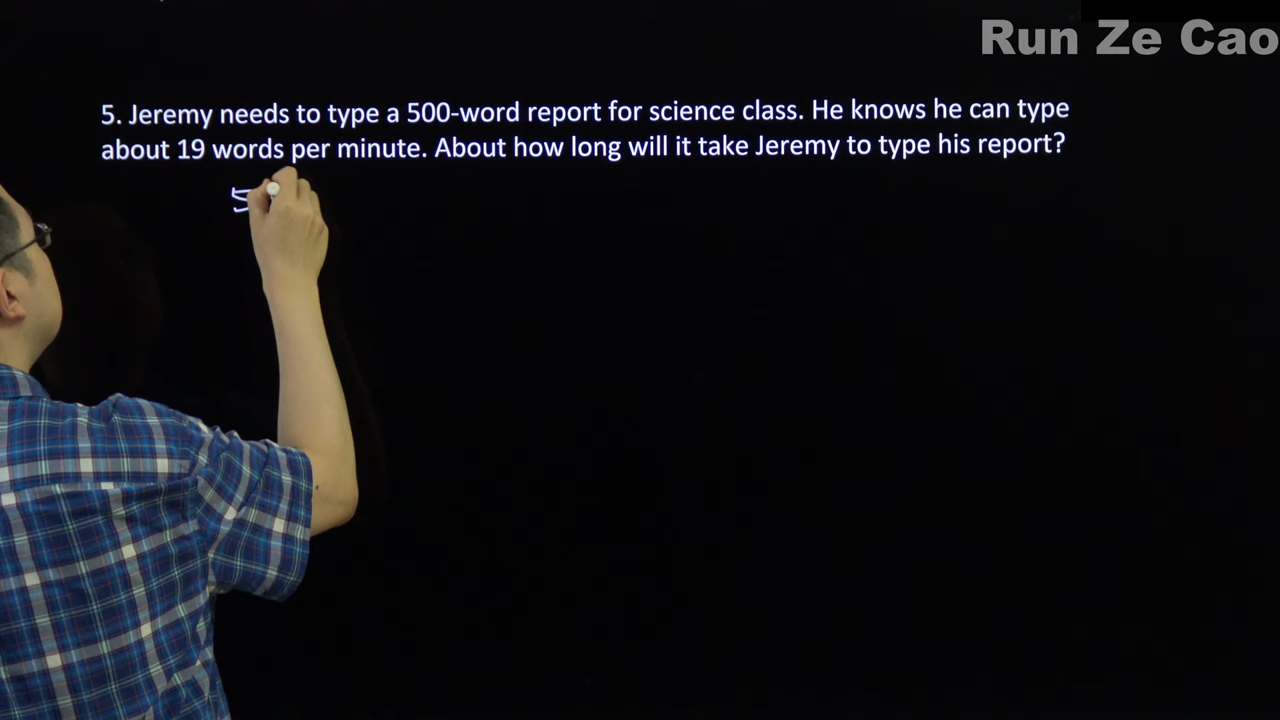 Run Ze Cao
5. Jeremy needs to type a 500-word report for science class. He knows he can type
about 19 words per minute. About how long will it take Jeremy to type his report?
5